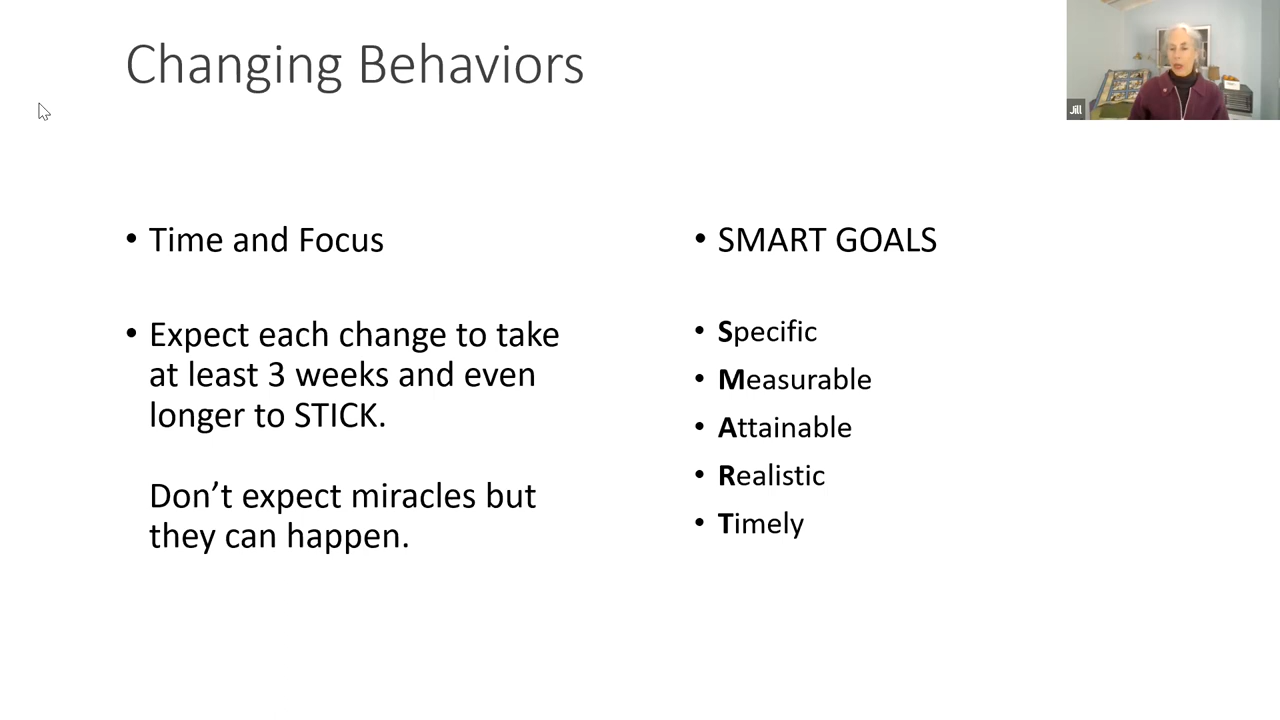 Changing Behaviors
Jill
• Time and Focus
• Expect each change to take
at least 3 weeks and even
longer to STICK.
Don’t expect miracles but
they can happen.
• SMART GOALS
• Specific
• Measurable
• Attainable
• Realistic
• Timely